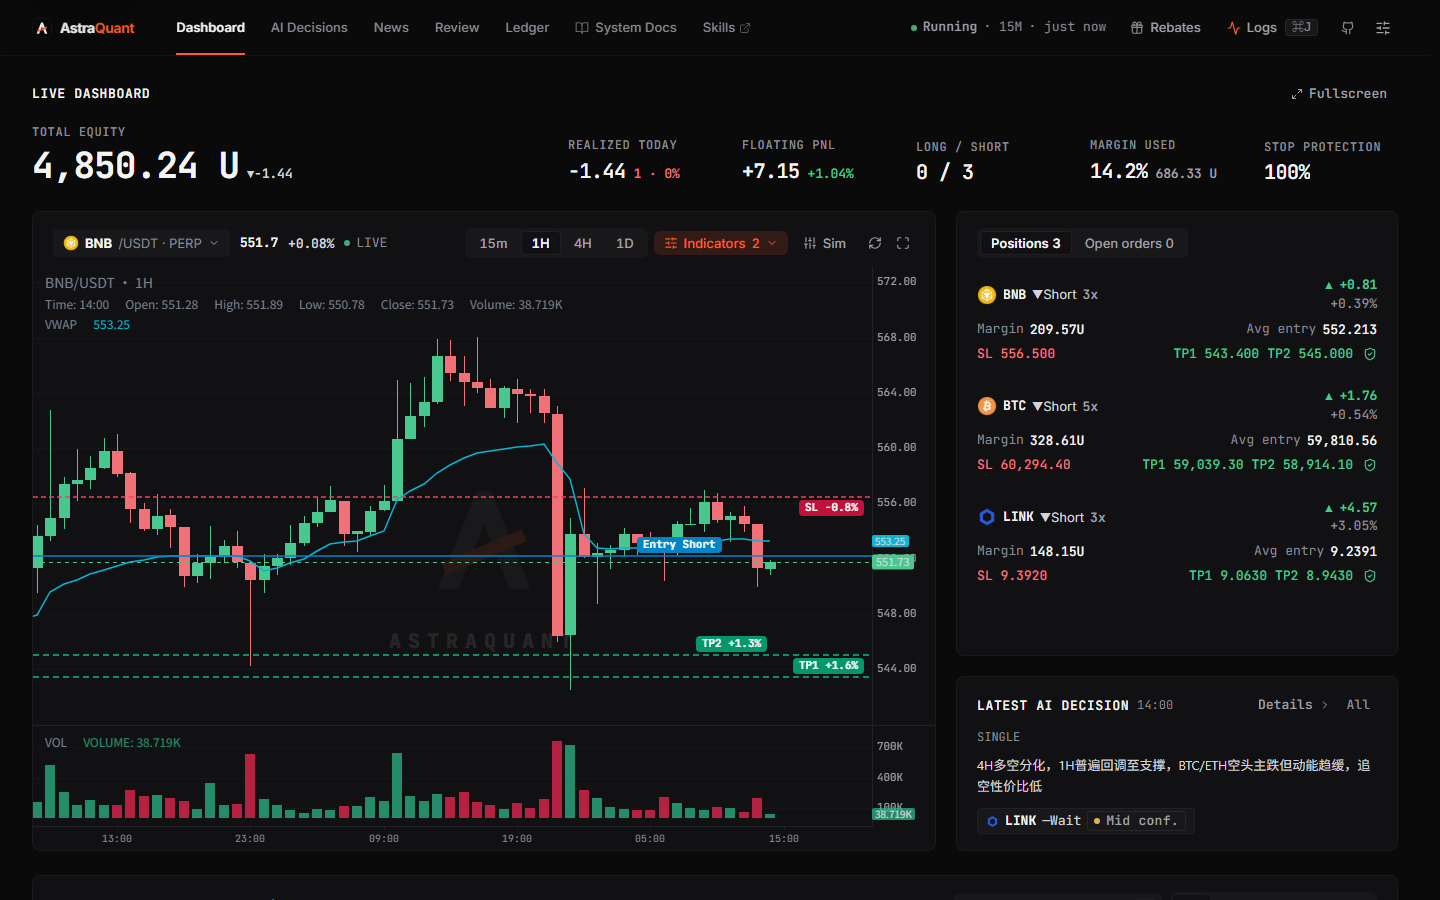 AstraQuant Dashboard AI Decisions News Review Ledger System Docs Skills Running · 15M · just now Rebates Logs ⌘J
LIVE DASHBOARD Fullscreen
TOTAL EQUITY
4,850.24 U ▼-1.44
REALIZED TODAY
-1.44 1 · 0%
FLOATING PNL
+7.15 +1.04%
LONG / SHORT
0 / 3
MARGIN USED
14.2% 686.33 U
STOP PROTECTION
100%
BNB /USDT · PERP 551.7 +0.08% LIVE 15m 1H 4H 1D Indicators 2 Sim
BNB/USDT • 1H
Time: 14:00 Open: 551.28 High: 551.89 Low: 550.78 Close: 551.73 Volume: 38.719K
VWAP 553.25
572.00
568.00
564.00
560.00
556.00
SL -0.8%
Entry Short
553.25
551.73
548.00
ASTRAQUANT
TP2 +1.3%
TP1 +1.6%
544.00
VOL VOLUME: 38.719K
700K
400K
100K
38.719K
13:00 23:00 09:00 19:00 05:00 15:00
Positions 3 Open orders 0
BNB ▼Short 3x ▲ +0.81
+0.39%
Margin 209.57U Avg entry 552.213
SL 556.500 TP1 543.400 TP2 545.000
BTC ▼Short 5x ▲ +1.76
+0.54%
Margin 328.61U Avg entry 59,810.56
SL 60,294.40 TP1 59,039.30 TP2 58,914.10
LINK ▼Short 3x ▲ +4.57
+3.05%
Margin 148.15U Avg entry 9.2391
SL 9.3920 TP1 9.0630 TP2 8.9430
LATEST AI DECISION 14:00 Details All
SINGLE
4H多空分化，1H普遍回调至支撑，BTC/ETH空头主跌但动能趋缓，追
空性价比低
LINK —Wait Mid conf.